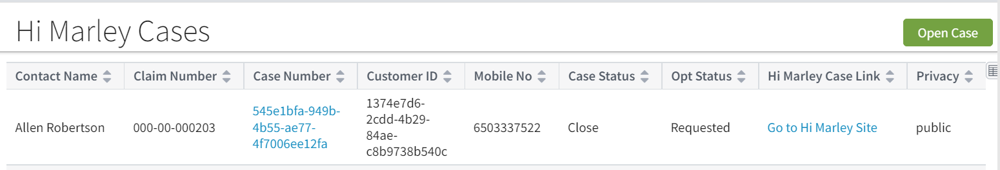 Hi Marley Cases
Open Case
Contact Name Claim Number Case Number Customer ID Mobile No Case Status Opt Status Hi Marley Case Link Privacy
Allen Robertson
000-00-000203
545e1bfa-949b-
4b55-ae77-
4f7006ee12fa
1374e7d6-
2cdd-4b29-
84ae-
c8b9738b540c
6503337522
Close
Requested
Go to Hi Marley Site
public